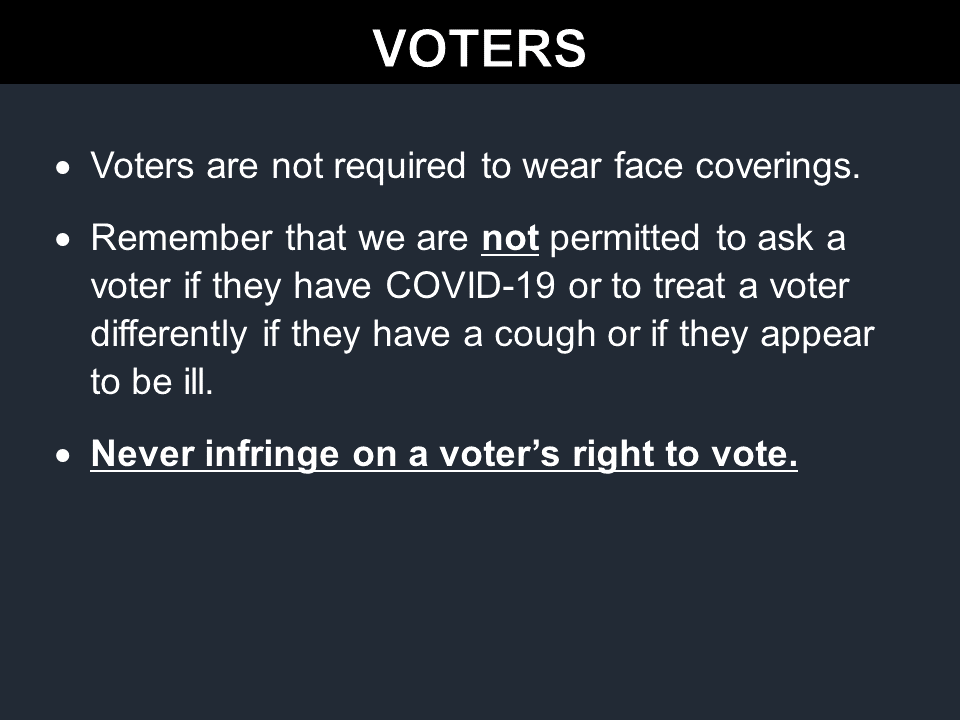 VOTERS
• Voters are not required to wear face coverings.
• Remember that we are not permitted to ask a
voter if they have COVID-19 or to treat a voter
differently if they have a cough or if they appear
to be ill.
• Never infringe on a voter’s right to vote.